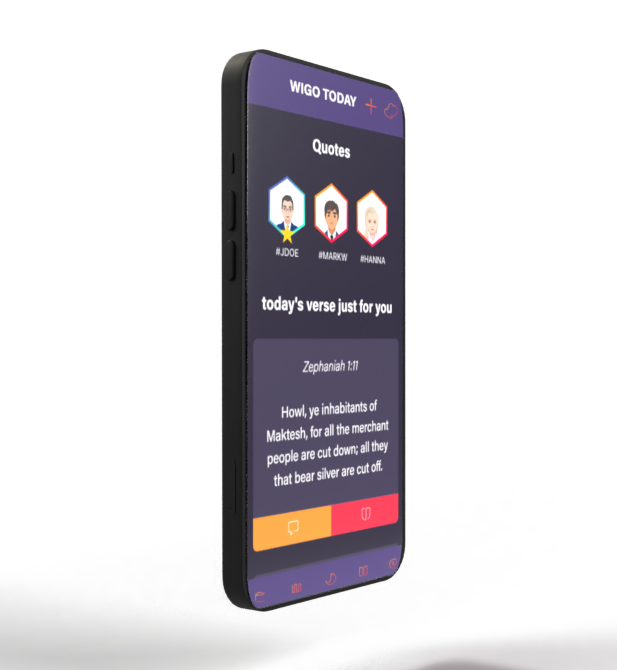 WIGO TODAY
Quotes
#JDOE #MARKW #HANNA
today's verse just for you
Zephaniah 1:11
Howl, ye inhabitants of
Maktesh, for all the merchant
people are cut down; all they
that bear silver are cut off.